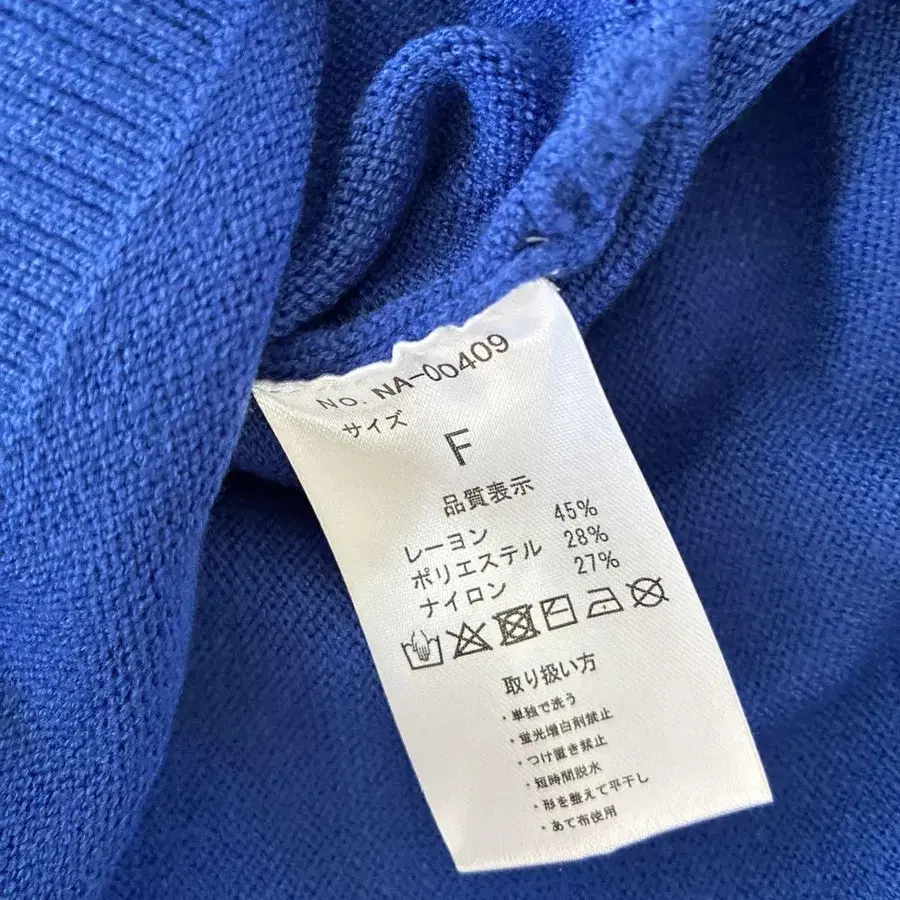 No. NA-00409
サイズ
F
品質表示
レーヨン 45%
ポリエステル 28%
ナイロン 27%
取り扱い方
・単独で洗う
・蛍光増白剤禁止
・つけ置き禁止
・短時間脱水
・形を整えて平干し
・あて布使用